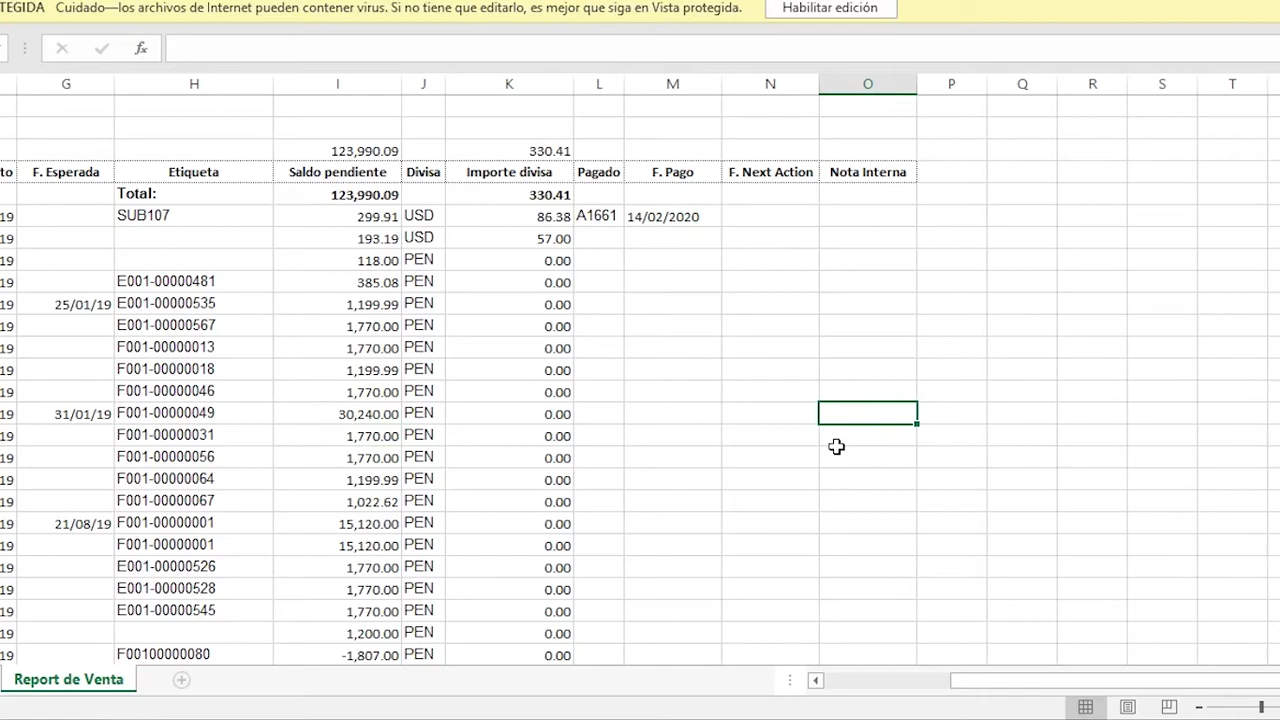 TEGIDA Cuidado—los archivos de Internet pueden contener virus. Si no tiene que editarlo, es mejor que siga en Vista protegida. Habilitar edición
fx
G H I J K L M N O P Q R S T
123,990.09 330.41
to F. Esperada Etiqueta Saldo pendiente Divisa Importe divisa Pagado F. Pago F. Next Action Nota Interna
Total: 123,990.09 330.41
19 SUB107 299.91 USD 86.38 A1661 14/02/2020
19 193.19 USD 57.00
19 118.00 PEN 0.00
19 E001-00000481 385.08 PEN 0.00
19 25/01/19 E001-00000535 1,199.99 PEN 0.00
19 E001-00000567 1,770.00 PEN 0.00
19 F001-00000013 1,770.00 PEN 0.00
19 F001-00000018 1,199.99 PEN 0.00
19 F001-00000046 1,770.00 PEN 0.00
19 31/01/19 F001-00000049 30,240.00 PEN 0.00
19 F001-00000031 1,770.00 PEN 0.00
19 F001-00000056 1,770.00 PEN 0.00
19 F001-00000064 1,199.99 PEN 0.00
19 F001-00000067 1,022.62 PEN 0.00
19 21/08/19 F001-00000001 15,120.00 PEN 0.00
19 F001-00000001 15,120.00 PEN 0.00
19 E001-00000526 1,770.00 PEN 0.00
19 E001-00000528 1,770.00 PEN 0.00
19 E001-00000545 1,770.00 PEN 0.00
19 1,200.00 PEN 0.00
19 F00100000080 -1,807.00 PEN 0.00
Report de Venta